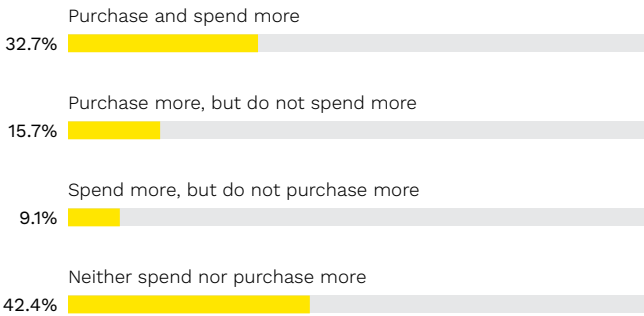 Purchase and spend more
32.7%
Purchase more, but do not spend more
15.7%
Spend more, but do not purchase more
9.1%
Neither spend nor purchase more
42.4%